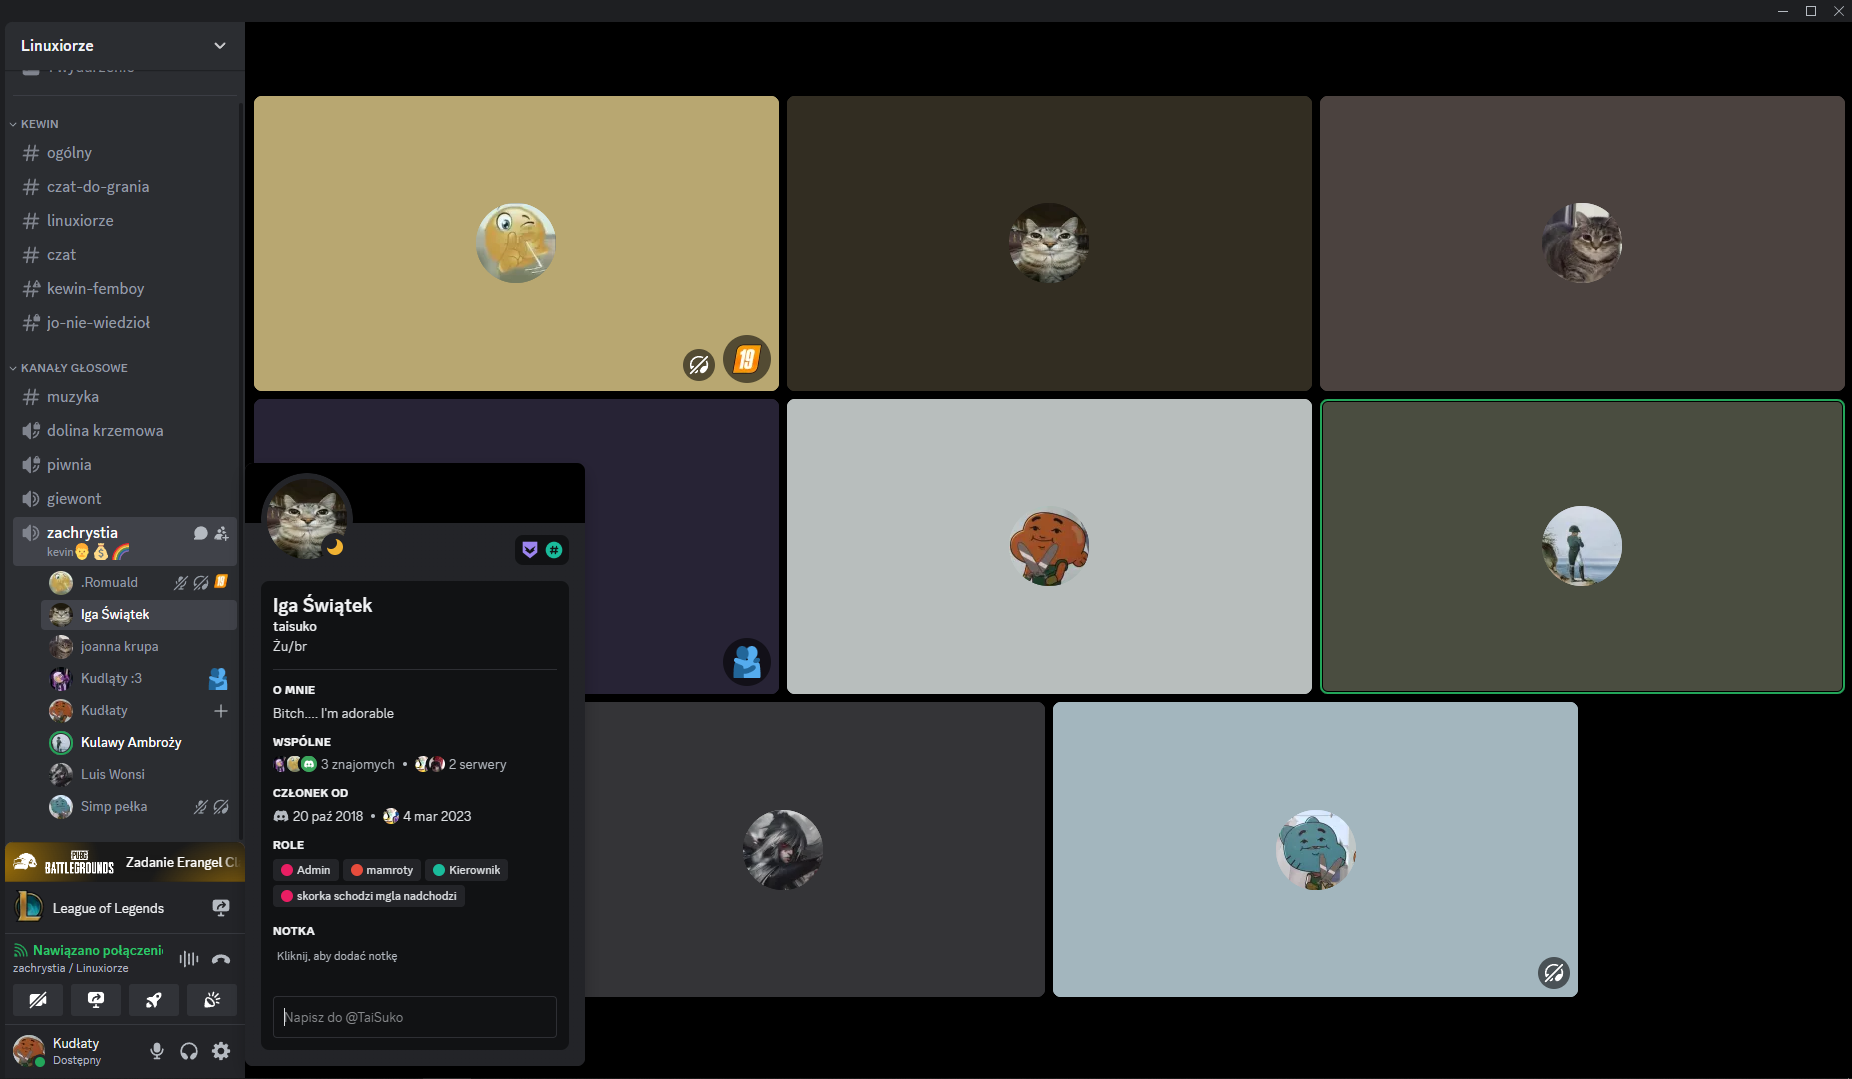 Linuxiorze
1 wydarzenie
KEWIN
ogólny
czat-do-grania
linuxiorze
czat
kewin-femboy
jo-nie-wiedzioł
KANAŁY GŁOSOWE
muzyka
dolina krzemowa
piwnia
giewont
zachrystia
kevin👨💰🌈
.Romuald
19
Iga Świątek
joanna krupa
Kudląty :3
Kudłaty
Kulawy Ambroży
Luis Wonsi
Simp pełka
PUBG
BATTLEGROUNDS
Zadanie Erangel Cl
League of Legends
Nawiązano połączeni
zachrystia / Linuxiorze
Kudłaty
Dostępny
19
Iga Świątek
taisuko
Żu/br
O MNIE
Bitch.... I'm adorable
WSPÓLNE
3 znajomych • 2 serwery
CZŁONEK OD
20 paź 2018 • 4 mar 2023
ROLE
Admin mamroty Kierownik
skorka schodzi mgla nadchodzi
NOTKA
Kliknij, aby dodać notkę
Napisz do @TaiSuko